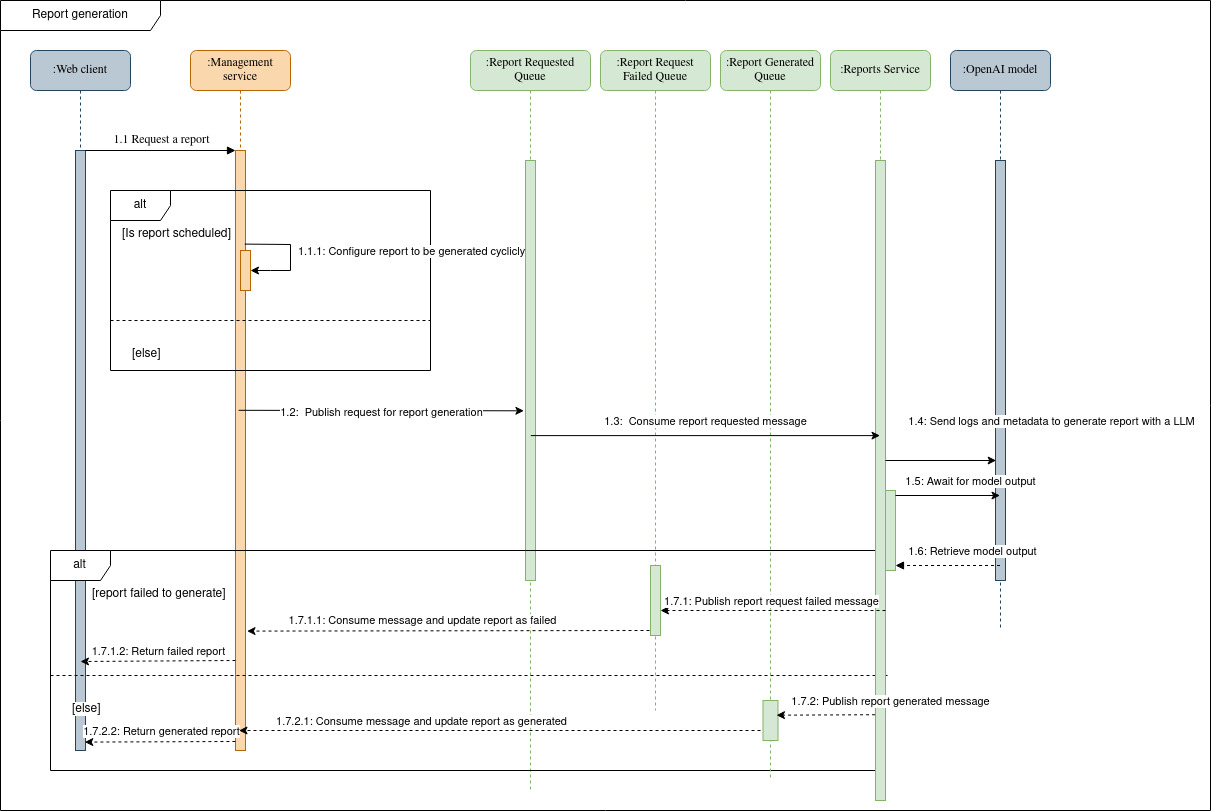 Report generation
:Web client
:Management
service
:Report Requested
Queue
:Report Request
Failed Queue
:Report Generated
Queue
:Reports Service
:OpenAI model
1.1 Request a report
alt
[Is report scheduled]
1.1.1: Configure report to be generated cyclicly
[else]
1.2:  Publish request for report generation
1.3:  Consume report requested message
1.4: Send logs and metadata to generate report with a LLM
1.5: Await for model output
1.6: Retrieve model output
alt
[report failed to generate]
1.7.1: Publish report request failed message
1.7.1.1: Consume message and update report as failed
1.7.1.2: Return failed report
[else]
1.7.2: Publish report generated message
1.7.2.1: Consume message and update report as generated
1.7.2.2: Return generated report